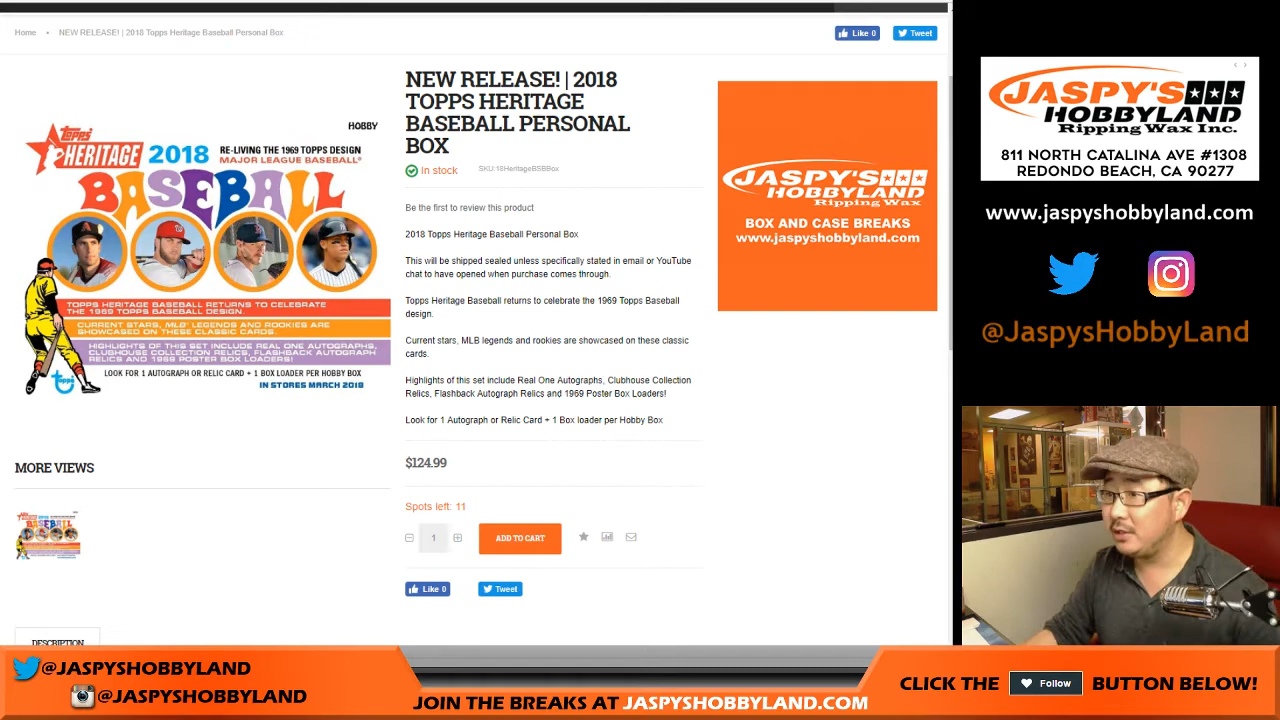 Home • NEW RELEASE! | 2018 Topps Heritage Baseball Personal Box
Like 0
Tweet
HOBBY
Topps
HERITAGE
2018
RE-LIVING THE 1969 TOPPS DESIGN
MAJOR LEAGUE BASEBALL®
BASEBALL
TOPPS HERITAGE BASEBALL RETURNS TO CELEBRATE
THE 1969 TOPPS BASEBALL DESIGN.
CURRENT STARS, MLB® LEGENDS AND ROOKIES ARE
SHOWCASED ON THESE CLASSIC CARDS.
HIGHLIGHTS OF THIS SET INCLUDE REAL ONE AUTOGRAPHS,
CLUBHOUSE COLLECTION RELICS, FLASHBACK AUTOGRAPH
RELICS AND 1969 POSTER BOX LOADERS!
LOOK FOR 1 AUTOGRAPH OR RELIC CARD + 1 BOX LOADER PER HOBBY BOX
topps
IN STORES MARCH 2018
MORE VIEWS
DESCRIPTION
NEW RELEASE! | 2018
TOPPS HERITAGE
BASEBALL PERSONAL
BOX
In stock
SKU:18HeritageBSBBox
Be the first to review this product
2018 Topps Heritage Baseball Personal Box
This will be shipped sealed unless specifically stated in email or YouTube
chat to have opened when purchase comes through.
Topps Heritage Baseball returns to celebrate the 1969 Topps Baseball
design.
Current stars, MLB legends and rookies are showcased on these classic
cards.
Highlights of this set include Real One Autographs, Clubhouse Collection
Relics, Flashback Autograph Relics and 1969 Poster Box Loaders!
Look for 1 Autograph or Relic Card + 1 Box loader per Hobby Box
$124.99
Spots left: 11
1
ADD TO CART
Like 0
Tweet
JASPY'S
HOBBYLAND
Ripping Wax Inc.
BOX AND CASE BREAKS
www.jaspyshobbyland.com
JASPY'S
HOBBYLAND
Ripping Wax Inc.
811 NORTH CATALINA AVE #1308
REDONDO BEACH, CA 90277
www.jaspyshobbyland.com
@JaspysHobbyLand
@JASPYSHOBBYLAND
@JASPYSHOBBYLAND
JOIN THE BREAKS AT JASPYSHOBBYLAND.COM
CLICK THE Follow BUTTON BELOW!